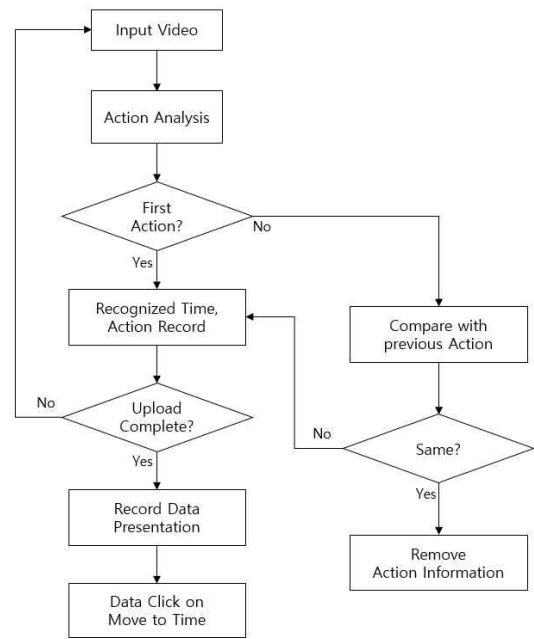 Input Video
Action Analysis
First
Action?
No
Yes
Recognized Time,
Action Record
Compare with
previous Action
No
Upload
Complete?
No
Same?
Yes
Yes
Record Data
Presentation
Remove
Action Information
Data Click on
Move to Time